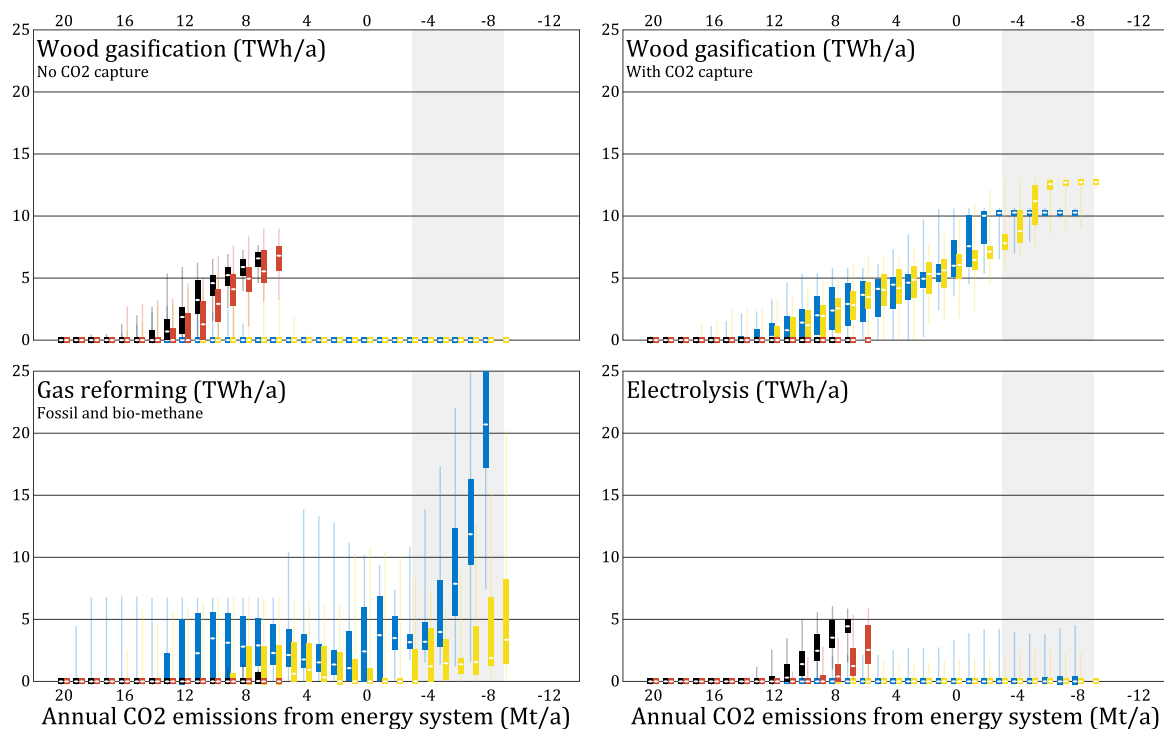 20 16 12 8 4 0 -4 -8 -12
25
Wood gasification (TWh/a)
No CO2 capture
20
15
10
5
0
20 16 12 8 4 0 -4 -8 -12
25
Wood gasification (TWh/a)
With CO2 capture
20
15
10
5
0
25
Gas reforming (TWh/a)
Fossil and bio-methane
20
15
10
5
0
20 16 12 8 4 0 -4 -8 -12
Annual CO2 emissions from energy system (Mt/a)
25
Electrolysis (TWh/a)
20
15
10
5
0
20 16 12 8 4 0 -4 -8 -12
Annual CO2 emissions from energy system (Mt/a)